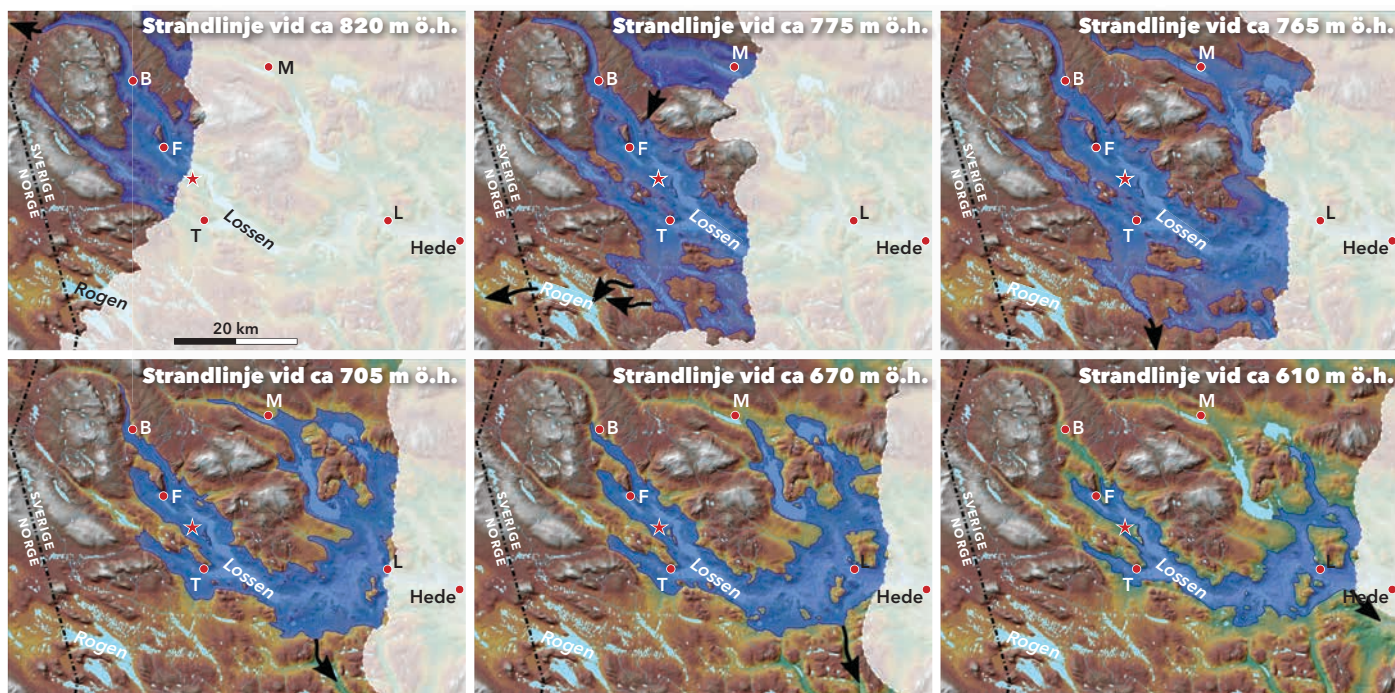 Strandlinje vid ca 820 m ö.h.
B
M
F
SVERIGE
NORGE
T
Lossen
L
Hede
Rogen
20 km
Strandlinje vid ca 775 m ö.h.
M
B
F
SVERIGE
NORGE
T
Lossen
L
Hede
Rogen
Strandlinje vid ca 765 m ö.h.
M
B
F
SVERIGE
NORGE
T
Lossen
L
Hede
Rogen
Strandlinje vid ca 705 m ö.h.
M
B
F
SVERIGE
NORGE
T
Lossen
L
Hede
Rogen
Strandlinje vid ca 670 m ö.h.
M
B
F
SVERIGE
NORGE
T
Lossen
L
Hede
Rogen
Strandlinje vid ca 610 m ö.h.
M
B
F
SVERIGE
NORGE
T
Lossen
L
Hede
Rogen